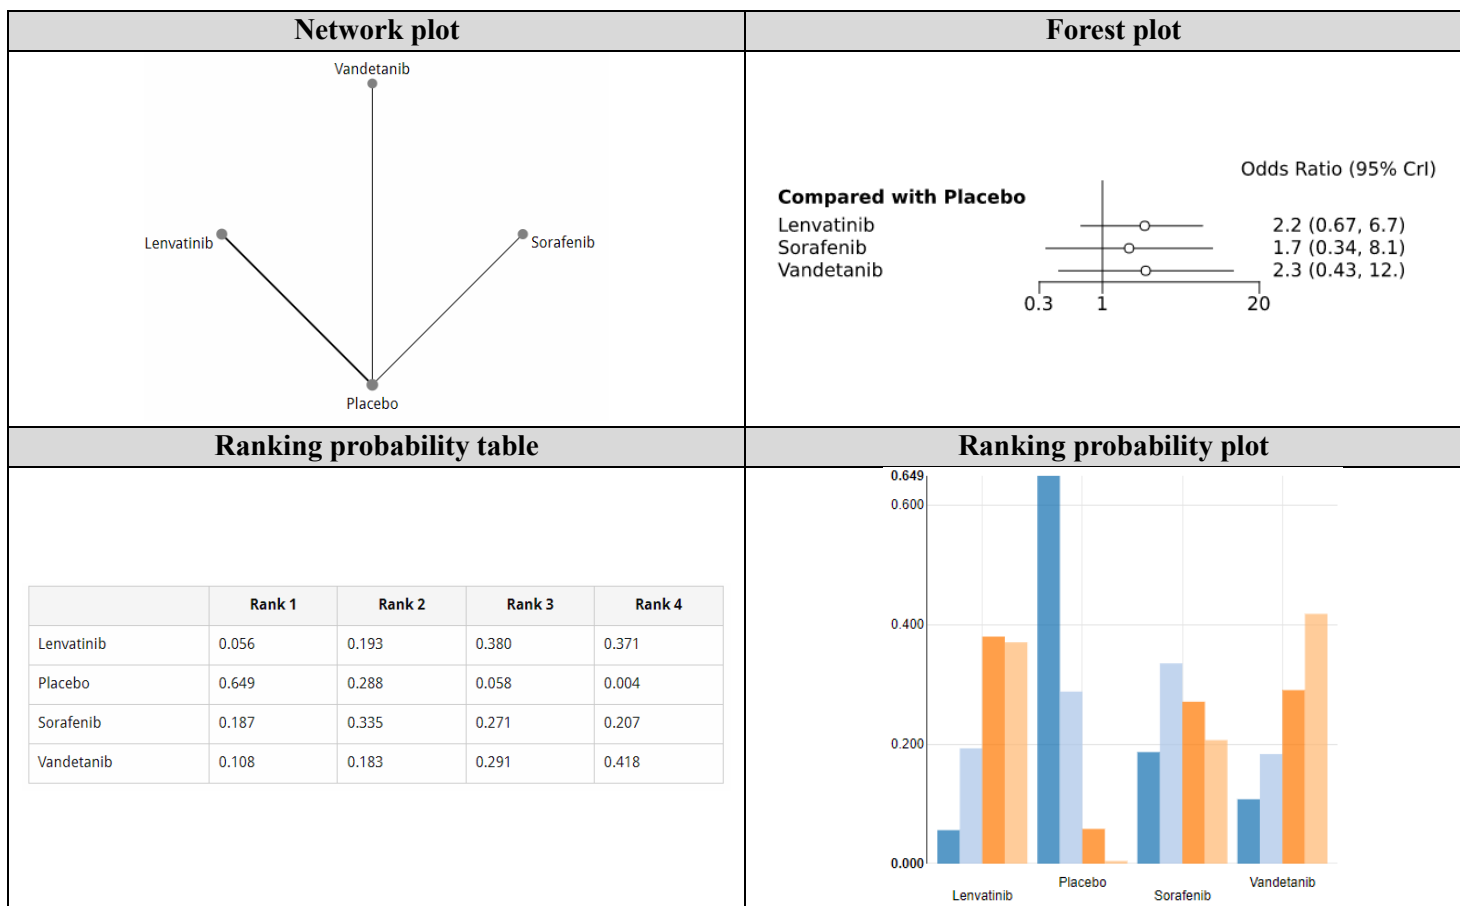 Network plot
Forest plot
Vandetanib
Lenvatinib
Sorafenib
Placebo
Odds Ratio (95% CrI)
Compared with Placebo
Lenvatinib 2.2 (0.67, 6.7)
Sorafenib 1.7 (0.34, 8.1)
Vandetanib 2.3 (0.43, 12.)
0.3 1 20
Ranking probability table
Ranking probability plot
Rank 1 Rank 2 Rank 3 Rank 4
Lenvatinib 0.056 0.193 0.380 0.371
Placebo 0.649 0.288 0.058 0.004
Sorafenib 0.187 0.335 0.271 0.207
Vandetanib 0.108 0.183 0.291 0.418
0.649
0.600
0.400
0.200
0.000
Lenvatinib Placebo Sorafenib Vandetanib